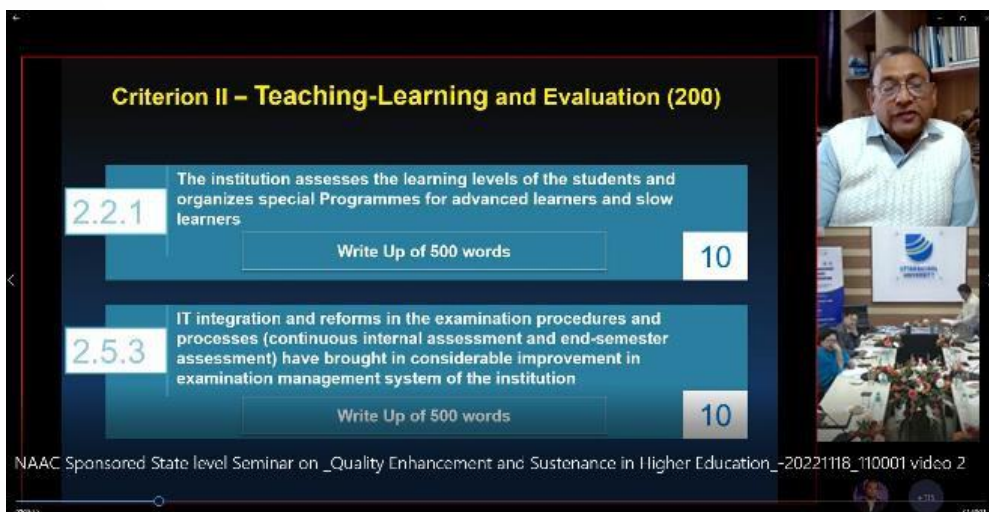 Criterion II – Teaching-Learning and Evaluation (200)
2.2.1
The institution assesses the learning levels of the students and
organizes special Programmes for advanced learners and slow
learners
Write Up of 500 words
10
2.5.3
IT integration and reforms in the examination procedures and
processes (continuous internal assessment and end-semester
assessment) have brought in considerable improvement in
examination management system of the institution
Write Up of 500 words
10
UTTARANCHAL
UNIVERSITY
NAAC Sponsored State level Seminar on _Quality Enhancement and Sustenance in Higher Education_-20221118_110001 video 2